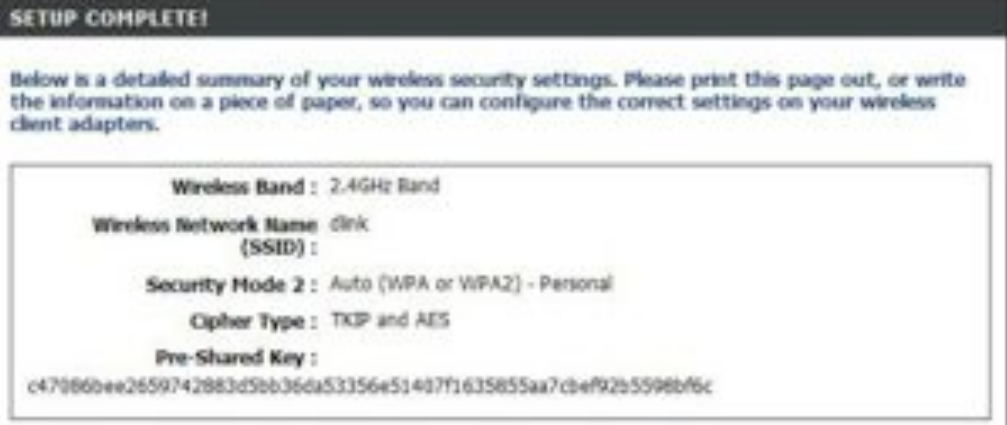 SETUP COMPLETE!
Below is a detailed summary of your wireless security settings. Please print this page out, or write
the information on a piece of paper, so you can configure the correct settings on your wireless
client adapters.
Wireless Band : 2.4GHz Band
Wireless Network Name dlink
(SSID) :
Security Mode 2 : Auto (WPA or WPA2) - Personal
Cipher Type : TKIP and AES
Pre-Shared Key :